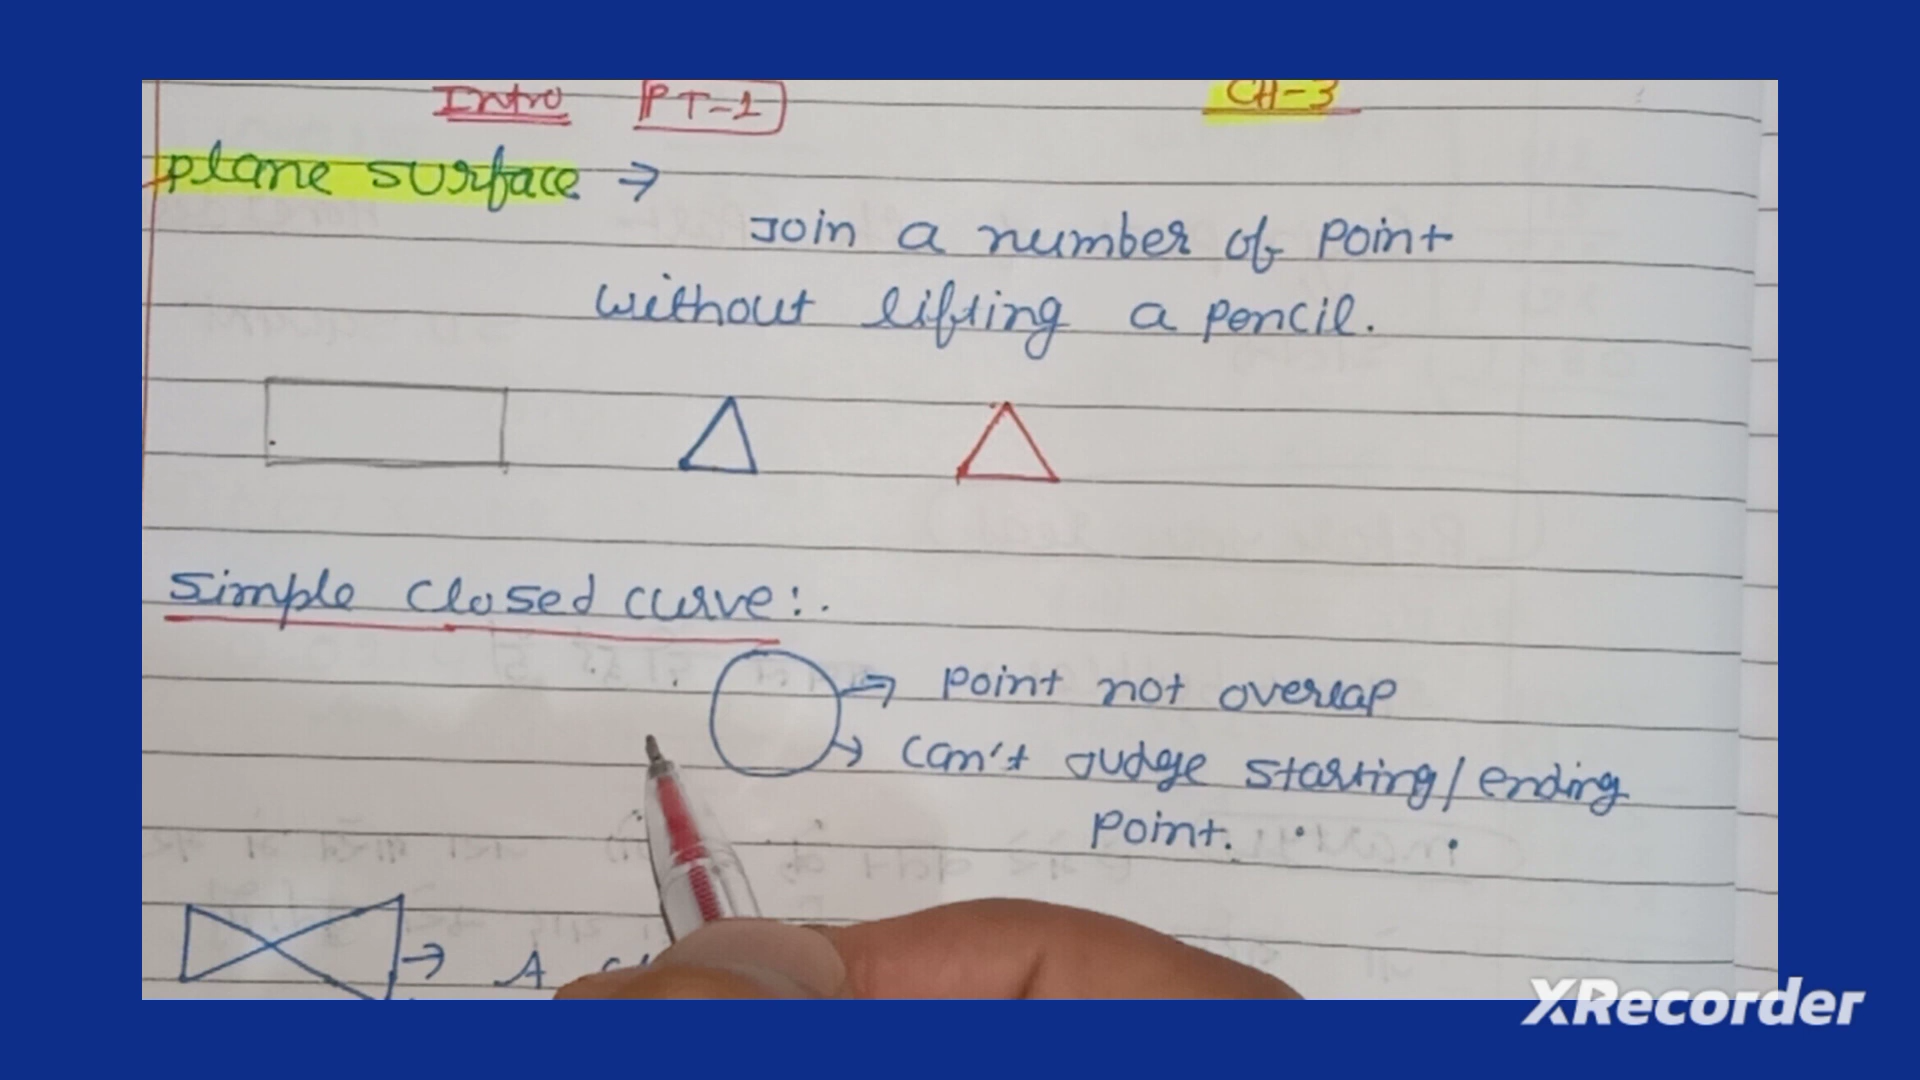 Intro PT-1 CH-3
plane surface →
Join a number of point
without lifting a pencil.
simple closed curve:.
→ point not overlap
→ can't Judge starting/ending
point.
→ A
XRecorder